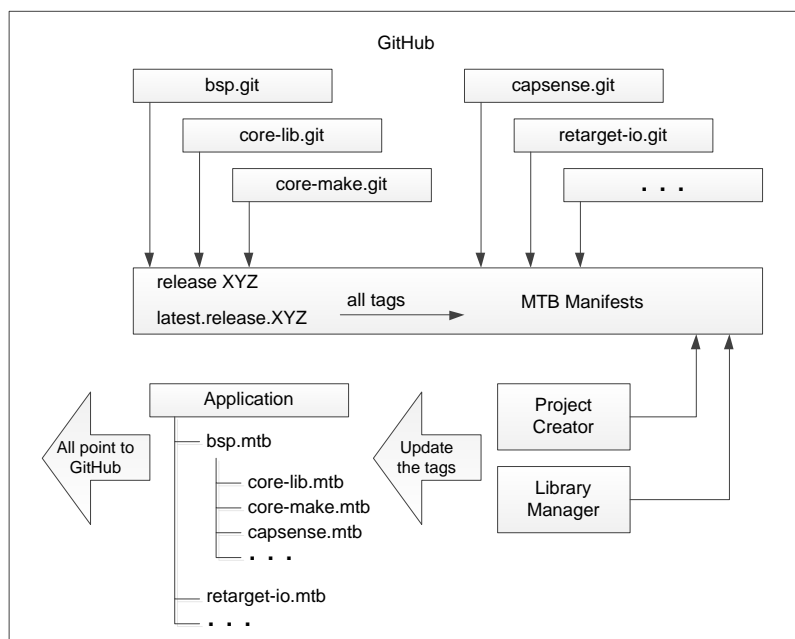 GitHub
bsp.git
capsense.git
core-lib.git
retarget-io.git
core-make.git
. . .
release XYZ
latest.release.XYZ
all tags
MTB Manifests
Application
All point to
GitHub
bsp.mtb
core-lib.mtb
core-make.mtb
capsense.mtb
. . .
retarget-io.mtb
. . .
Update
the tags
Project
Creator
Library
Manager